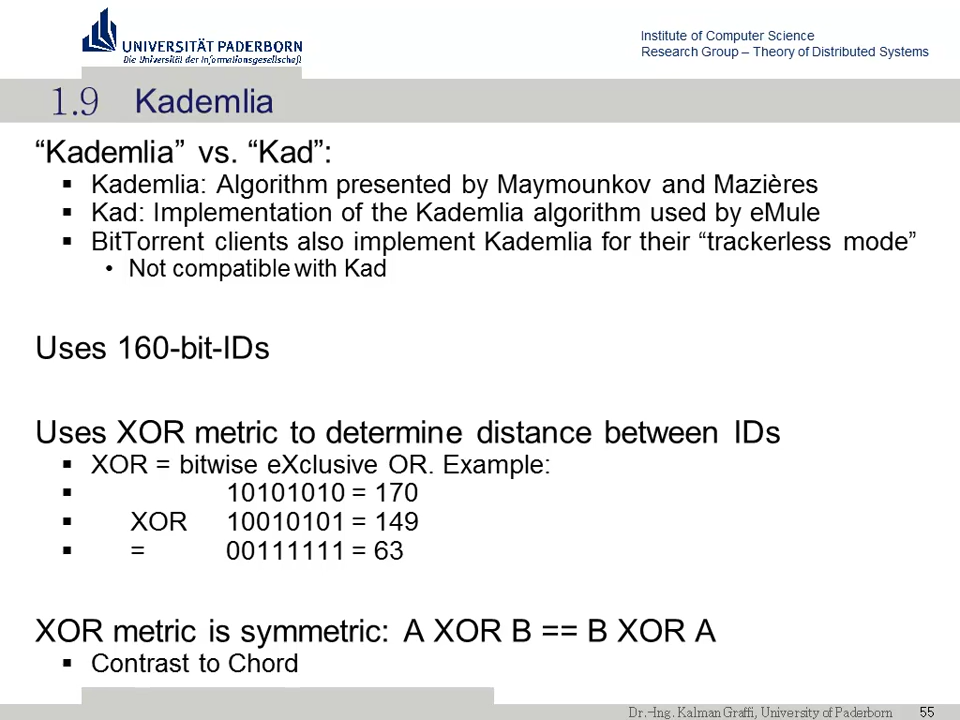 UNIVERSITÄT PADERBORN
Die Universität der Informationsgesellschaft
Institute of Computer Science
Research Group – Theory of Distributed Systems
1.9 Kademlia
“Kademlia” vs. “Kad”:
▪ Kademlia: Algorithm presented by Maymounkov and Mazières
▪ Kad: Implementation of the Kademlia algorithm used by eMule
▪ BitTorrent clients also implement Kademlia for their “trackerless mode”
• Not compatible with Kad
Uses 160-bit-IDs
Uses XOR metric to determine distance between IDs
▪ XOR = bitwise eXclusive OR. Example:
▪ 10101010 = 170
▪ XOR 10010101 = 149
▪ = 00111111 = 63
XOR metric is symmetric: A XOR B == B XOR A
▪ Contrast to Chord
Dr.-Ing. Kalman Graffi, University of Paderborn 55